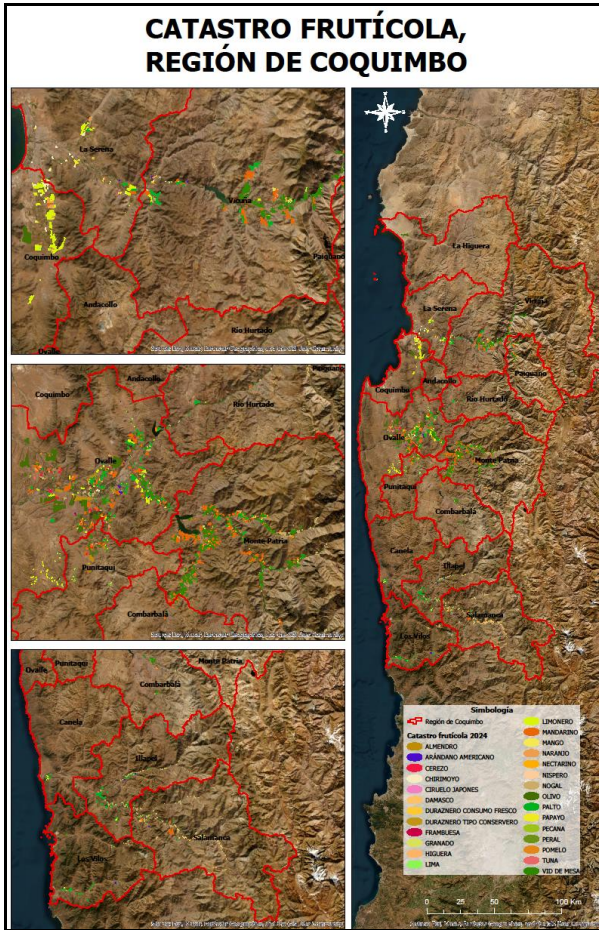 CATASTRO FRUTÍCOLA,
REGIÓN DE COQUIMBO
La Serena
Vicuña
Coquimbo
Paiguano
Andacollo
Río Hurtado
Ovalle
Coquimbo
Andacollo
Paiguano
Río Hurtado
Ovalle
Monte Patria
Punitaqui
Combarbalá
Ovalle
Punitaqui
Monte Patria
Combarbalá
Canela
Illapel
Salamanca
Los Vilos
La Higuera
Vicuña
La Serena
Paiguano
Coquimbo
Andacollo
Río Hurtado
Ovalle
Monte Patria
Punitaqui
Combarbalá
Canela
Illapel
Salamanca
Los Vilos
Simbología
Región de Coquimbo
Catastro frutícola 2024
ALMENDRO
ARÁNDANO AMERICANO
CEREZO
CHIRIMOYO
CIRUELO JAPONES
DAMASCO
DURAZNERO CONSUMO FRESCO
DURAZNERO TIPO CONSERVERO
FRAMBUESA
GRANADO
HIGUERA
LIMA
LIMONERO
MANDARINO
MANGO
NARANJO
NECTARINO
NISPERO
NOGAL
OLIVO
PALTO
PAPAYO
PECANA
PERAL
POMELO
TUNA
VID DE MESA
0 50 100 Km